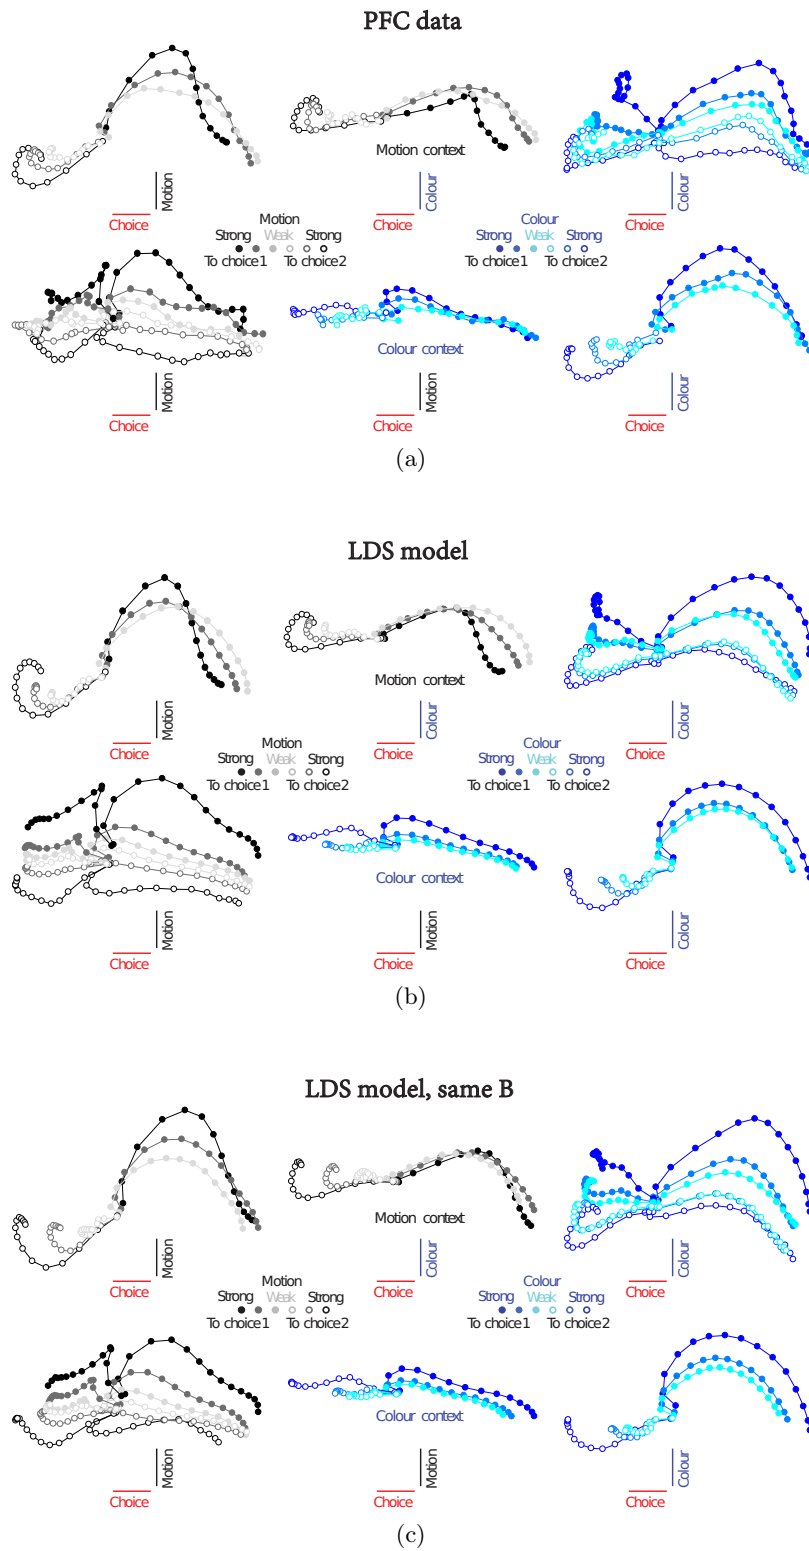 PFC data
Motion context
Motion
Choice
Colour
Choice
Colour
Choice
Motion
Strong Weak Strong
To choice1 To choice2
Colour
Strong Weak Strong
To choice1 To choice2
Colour context
Motion
Choice
Motion
Choice
Colour
Choice
(a)
LDS model
Motion context
Motion
Choice
Colour
Choice
Colour
Choice
Motion
Strong Weak Strong
To choice1 To choice2
Colour
Strong Weak Strong
To choice1 To choice2
Colour context
Motion
Choice
Motion
Choice
Colour
Choice
(b)
LDS model, same B
Motion context
Motion
Choice
Colour
Choice
Colour
Choice
Motion
Strong Weak Strong
To choice1 To choice2
Colour
Strong Weak Strong
To choice1 To choice2
Colour context
Motion
Choice
Motion
Choice
Colour
Choice
(c)